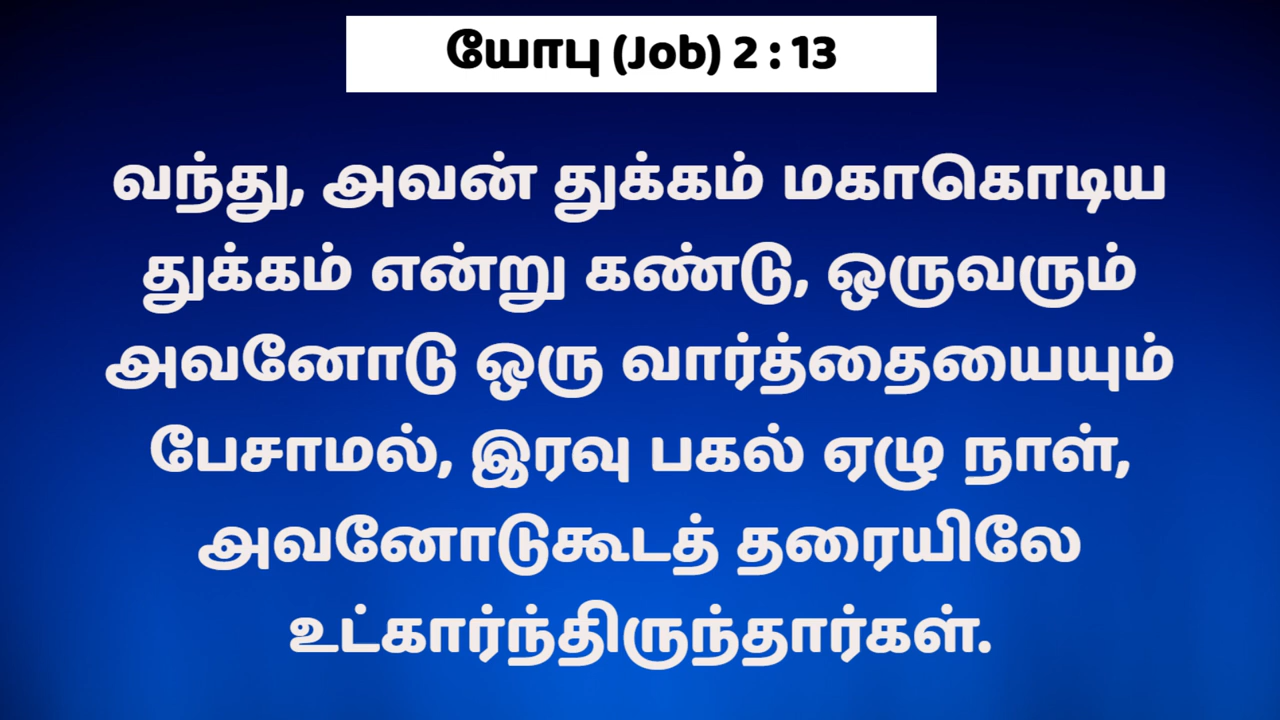 யோபு (Job) 2 : 13
வந்து, அவன் துக்கம் மகாகொடிய
துக்கம் என்று கண்டு, ஒருவரும்
அவனோடு ஒரு வார்த்தையையும்
பேசாமல், இரவு பகல் ஏழு நாள்,
அவனோடுகூடத் தரையிலே
உட்கார்ந்திருந்தார்கள்.